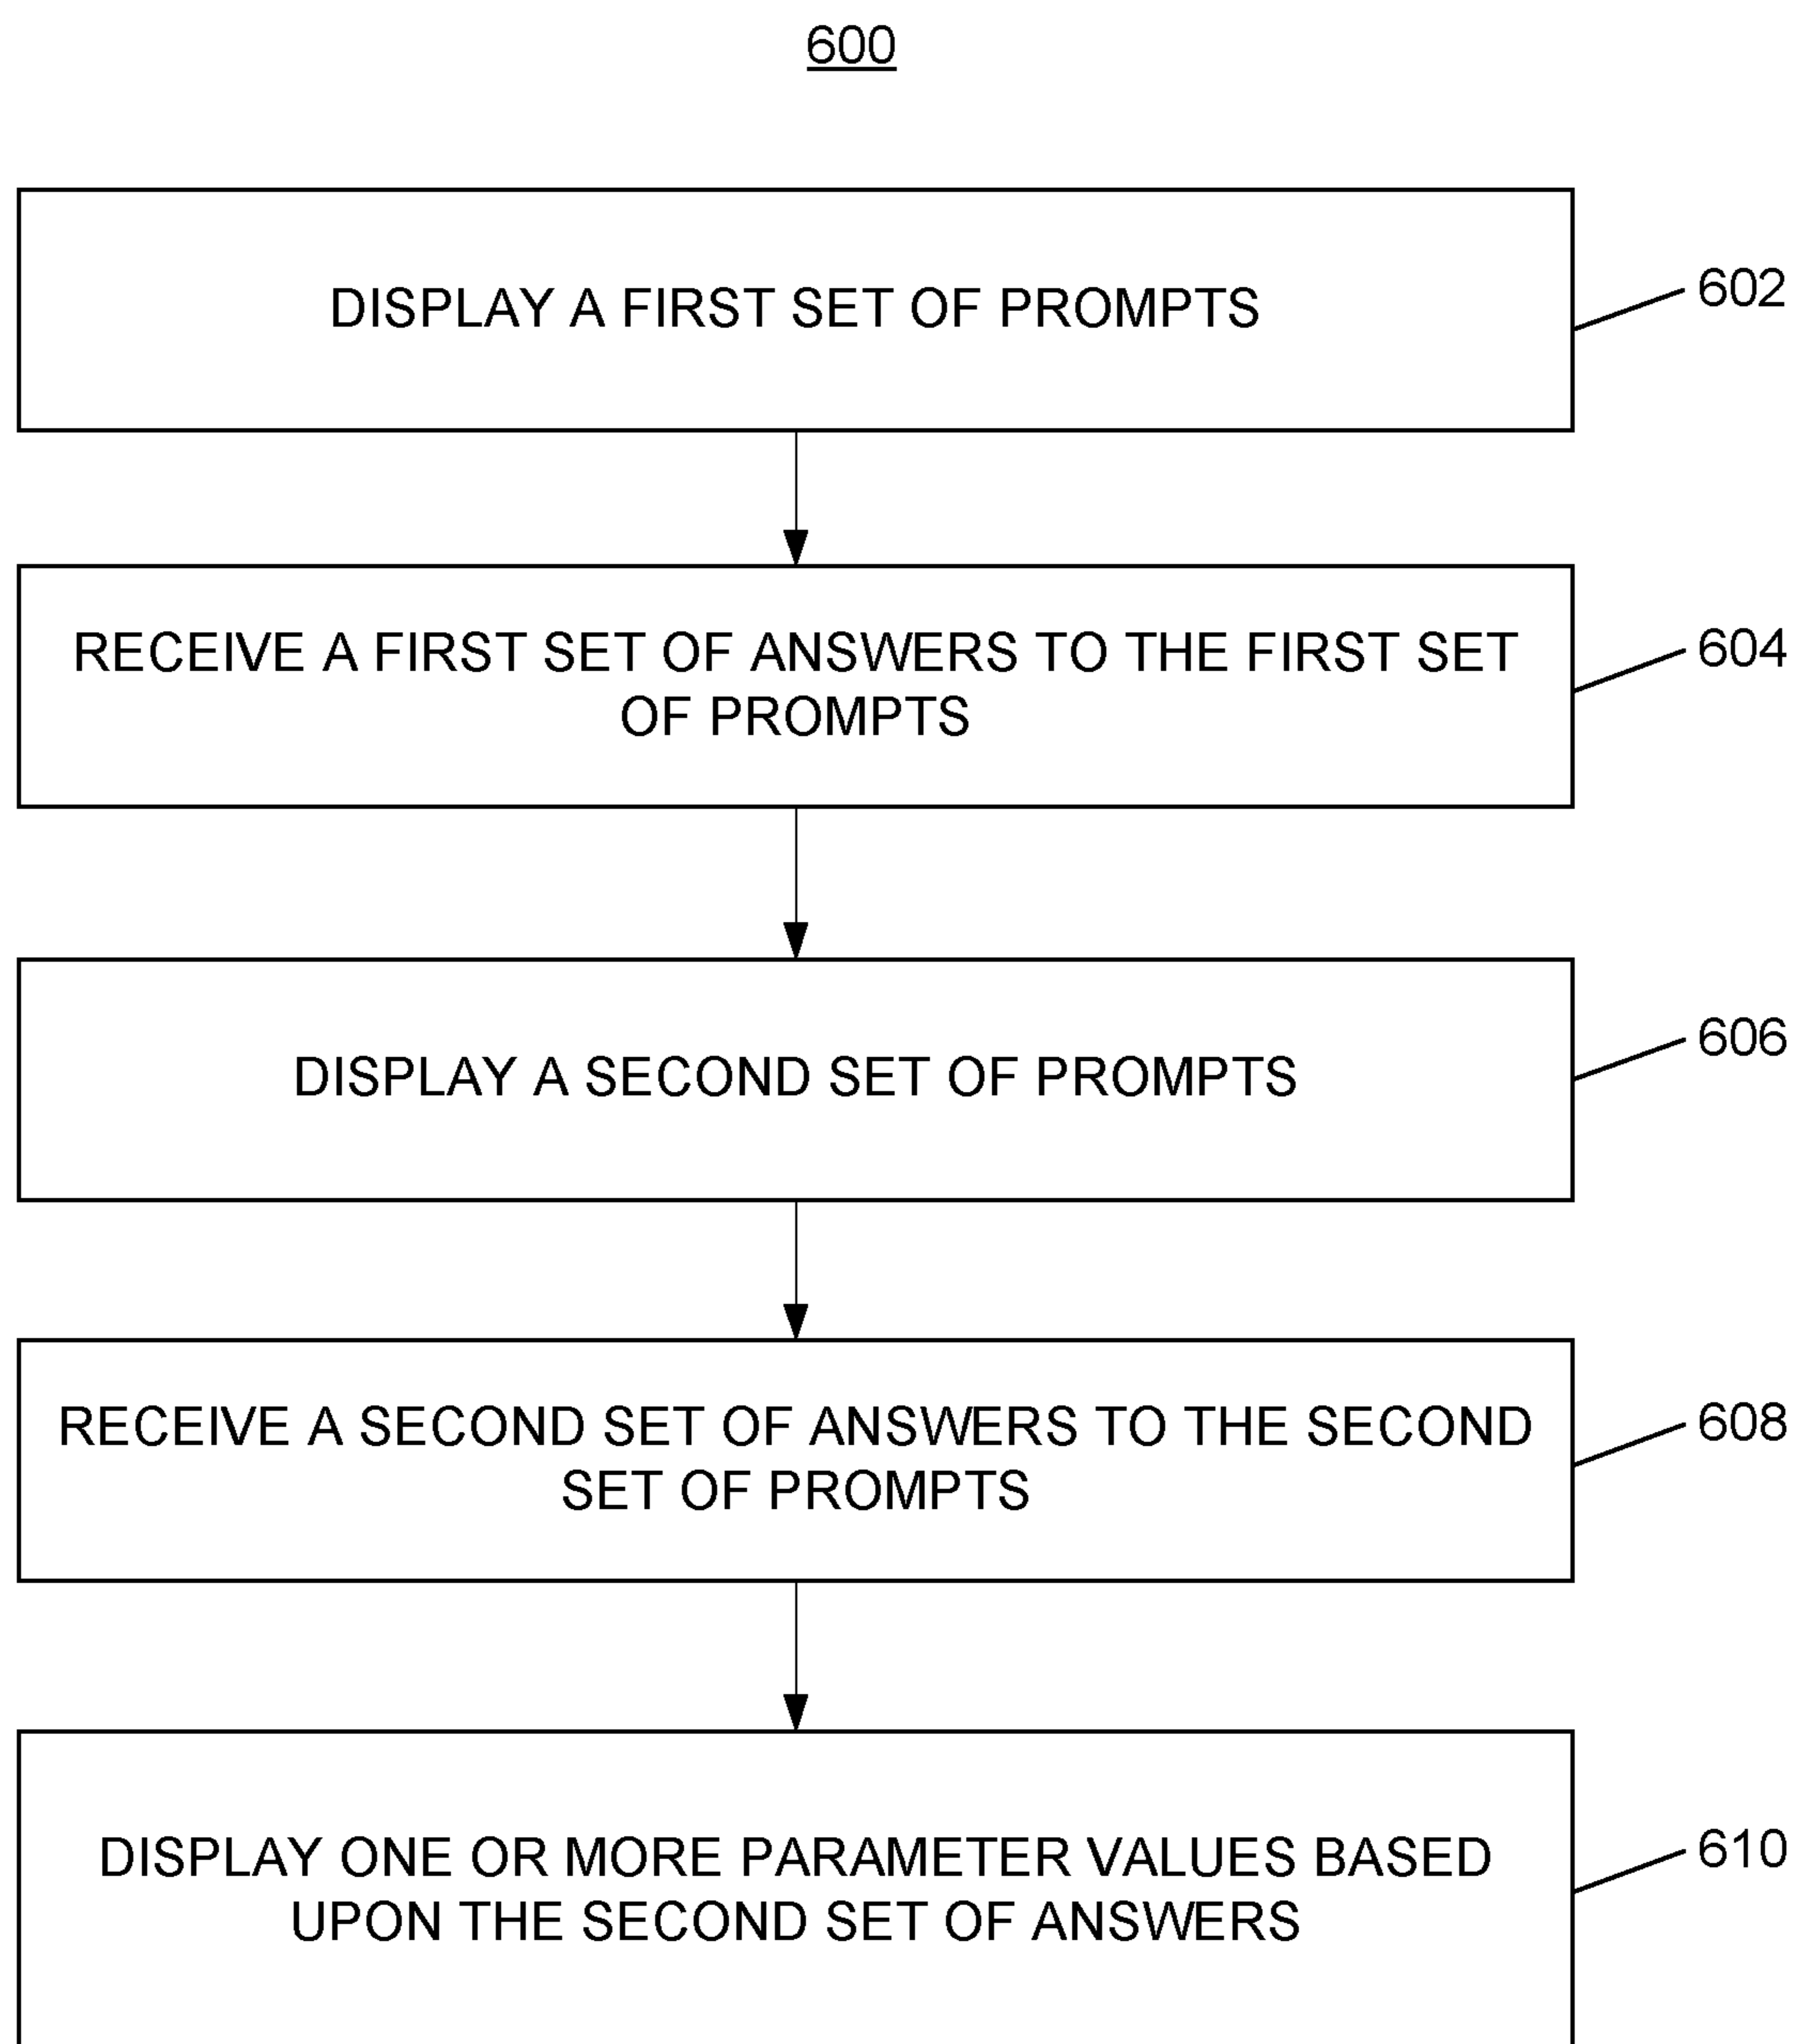 600
DISPLAY A FIRST SET OF PROMPTS
602
RECEIVE A FIRST SET OF ANSWERS TO THE FIRST SET
OF PROMPTS
604
DISPLAY A SECOND SET OF PROMPTS
606
RECEIVE A SECOND SET OF ANSWERS TO THE SECOND
SET OF PROMPTS
608
DISPLAY ONE OR MORE PARAMETER VALUES BASED
UPON THE SECOND SET OF ANSWERS
610